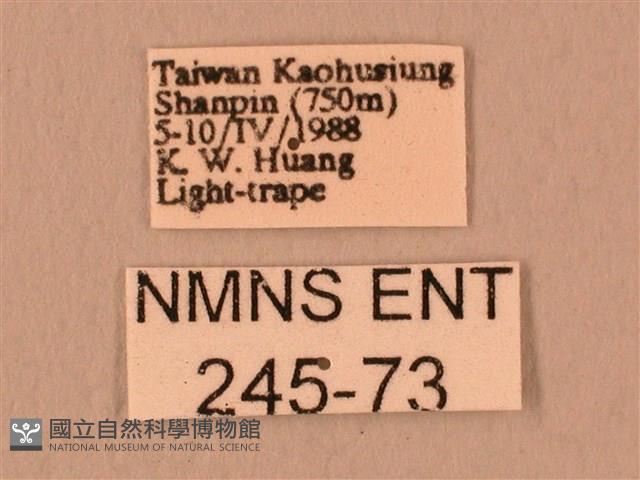 Taiwan Kaohusiung
Shanpin (750m)
5-10/IV/1988
K. W. Huang
Light-trape
NMNS ENT
245-73
國立自然科學博物館
NATIONAL MUSEUM OF NATURAL SCIENCE